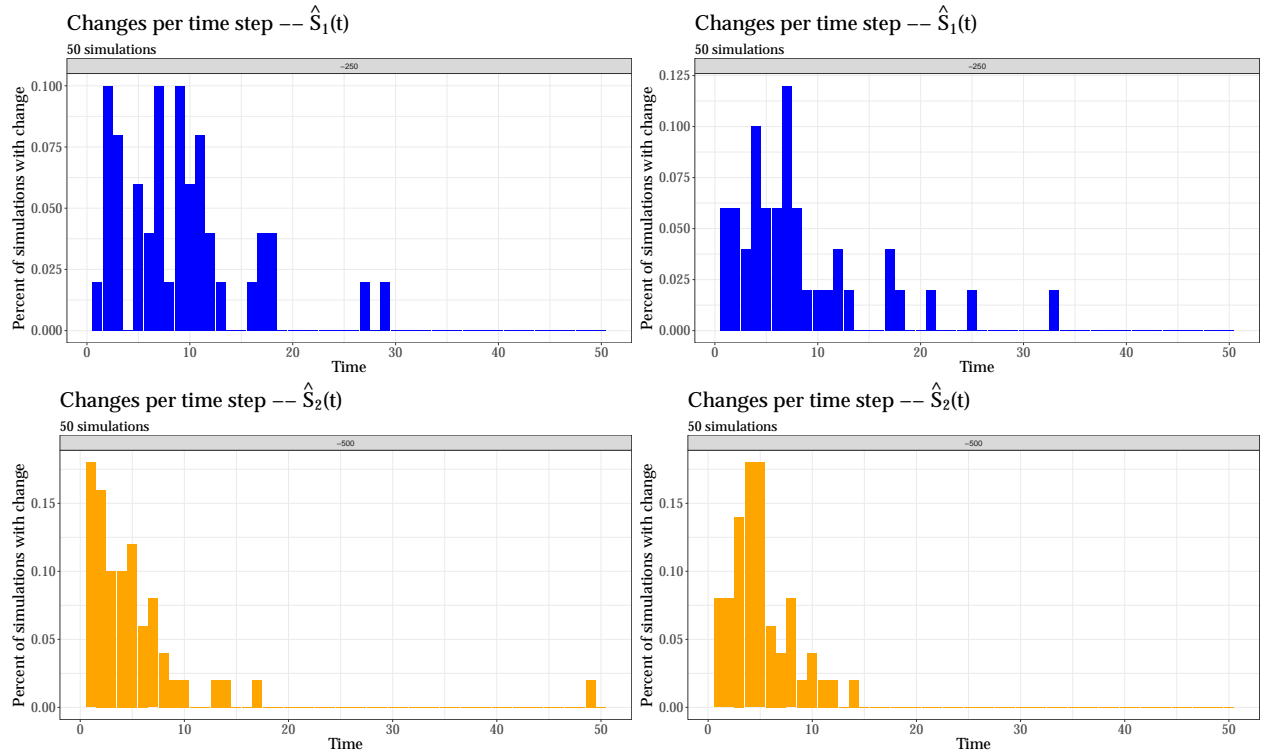 Changes per time step −− Ŝ₁(t)
50 simulations
−250
Percent of simulations with change
0.100
0.075
0.050
0.025
0.000
0 10 20 30 40 50
Time
Changes per time step −− Ŝ₁(t)
50 simulations
−250
Percent of simulations with change
0.125
0.100
0.075
0.050
0.025
0.000
0 10 20 30 40 50
Time
Changes per time step −− Ŝ₂(t)
50 simulations
−500
Percent of simulations with change
0.15
0.10
0.05
0.00
0 10 20 30 40 50
Time
Changes per time step −− Ŝ₂(t)
50 simulations
−500
Percent of simulations with change
0.15
0.10
0.05
0.00
0 10 20 30 40 50
Time